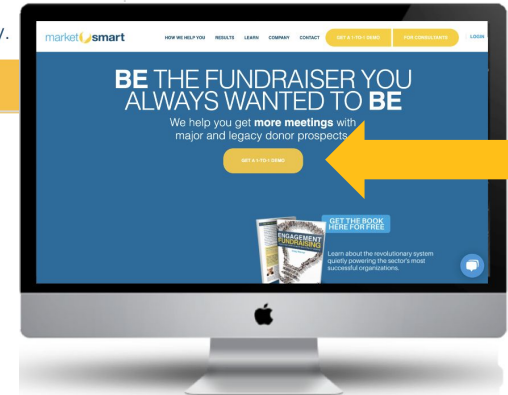 y.
marketsmart
HOW WE HELP YOU RESULTS LEARN COMPANY CONTACT GET A 1-TO-1 DEMO FOR CONSULTANTS LOGIN
BE THE FUNDRAISER YOU
ALWAYS WANTED TO BE
We help you get more meetings with
major and legacy donor prospects
GET A 1-TO-1 DEMO
GET THE BOOK
HERE FOR FREE
ENGAGEMENT
FUNDRAISING
Learn about the revolutionary system
quietly powering the sector's most
successful organizations.